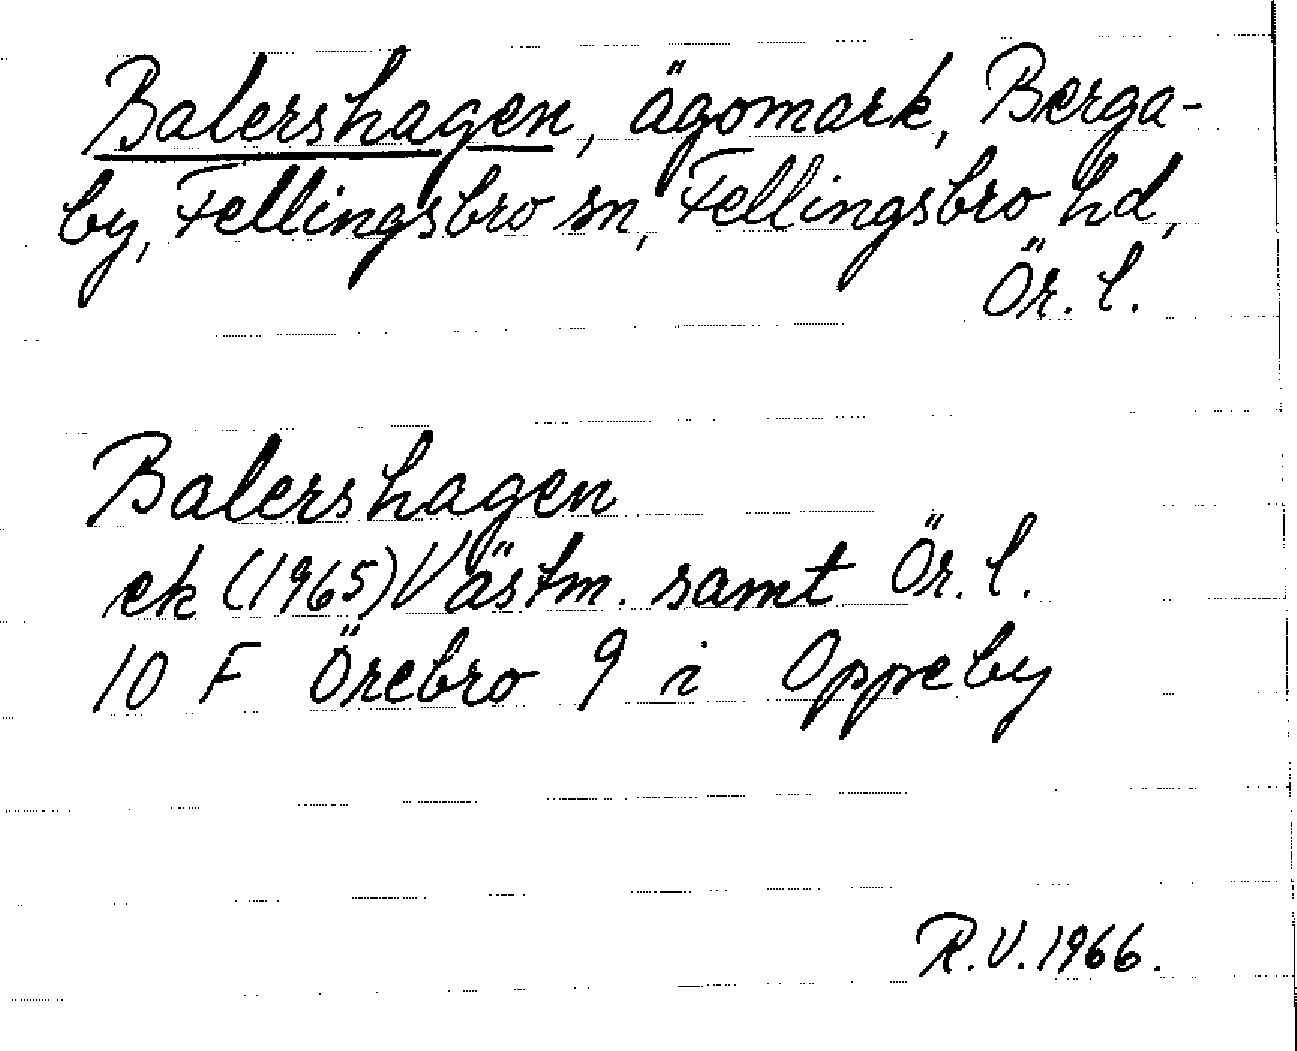 Balershagen, ägomark, Berga-
by, Fellingsbro sn, Fellingsbro hd,
Ör. l.
Balershagen
ek (1965) Västm. samt Ör. l.
10 F Örebro 9 i Oppeby
R.V. 1966.